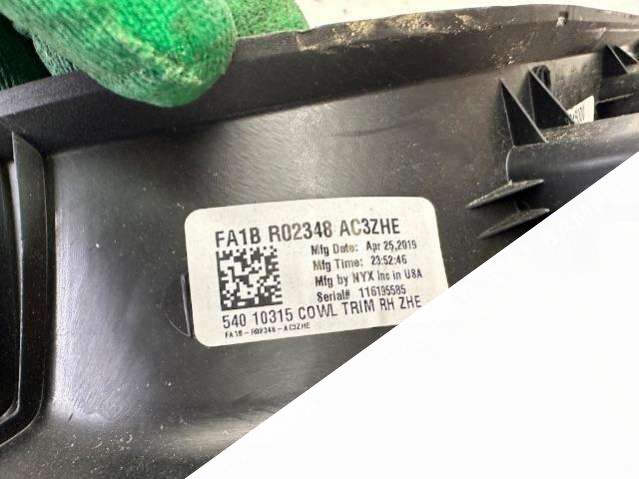 FA1B R02348 AC3ZHE
Mfg Date: Apr 25,2019
Mfg Time: 23:52:46
Mfg by NYX Inc in USA
Serial# 116195585
540 10315 COWL TRIM RH ZHE
FA1B-R02348-AC3ZHE